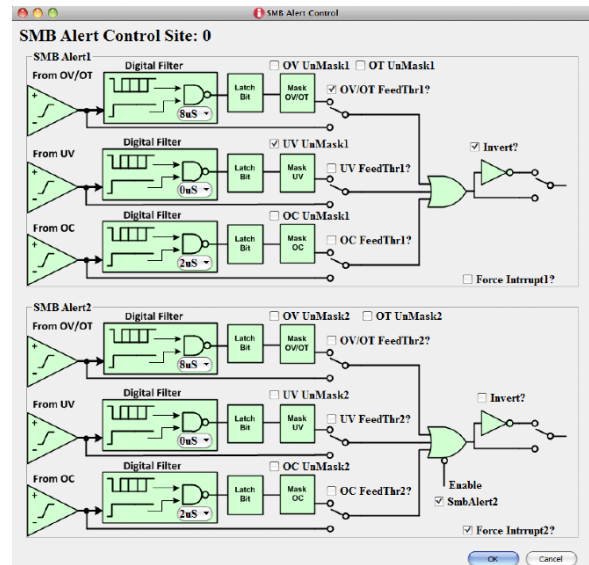 SMB Alert Control
SMB Alert Control Site: 0
SMB Alert1
From OV/OT
Digital Filter
OV UnMask1
OT UnMask1
8uS
Latch Bit
Mask OV/OT
OV/OT FeedThr1?
From UV
Digital Filter
UV UnMask1
0uS
Latch Bit
Mask UV
UV FeedThr1?
Invert?
From OC
Digital Filter
OC UnMask1
2uS
Latch Bit
Mask OC
OC FeedThr1?
Force Intrrupt1?
SMB Alert2
From OV/OT
Digital Filter
OV UnMask2
OT UnMask2
8uS
Latch Bit
Mask OV/OT
OV/OT FeedThr2?
From UV
Digital Filter
UV UnMask2
0uS
Latch Bit
Mask UV
UV FeedThr2?
Invert?
From OC
Digital Filter
OC UnMask2
2uS
Latch Bit
Mask OC
OC FeedThr2?
Enable
SmbAlert2
Force Intrrupt2?
OK
Cancel